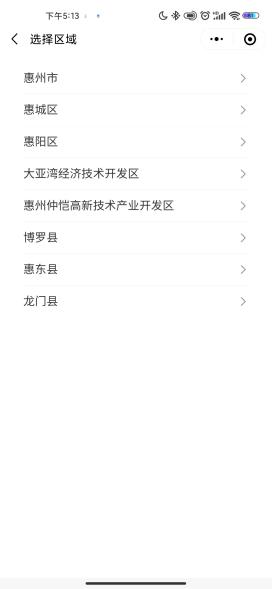 下午5:13
选择区域
惠州市
惠城区
惠阳区
大亚湾经济技术开发区
惠州仲恺高新技术产业开发区
博罗县
惠东县
龙门县